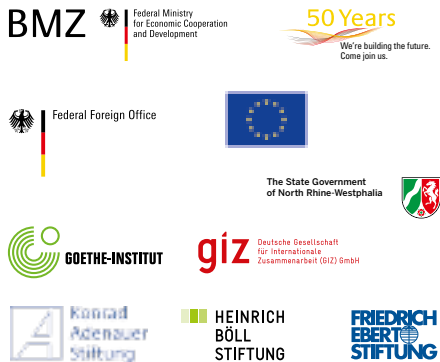 BMZ
Federal Ministry
for Economic Cooperation
and Development
50 Years
We're building the future.
Come join us.
Federal Foreign Office
The State Government
of North Rhine-Westphalia
GOETHE-INSTITUT
giz
Deutsche Gesellschaft
für Internationale
Zusammenarbeit (GIZ) GmbH
Konrad
Adenauer
Stiftung
HEINRICH
BÖLL
STIFTUNG
FRIEDRICH
EBERT
STIFTUNG